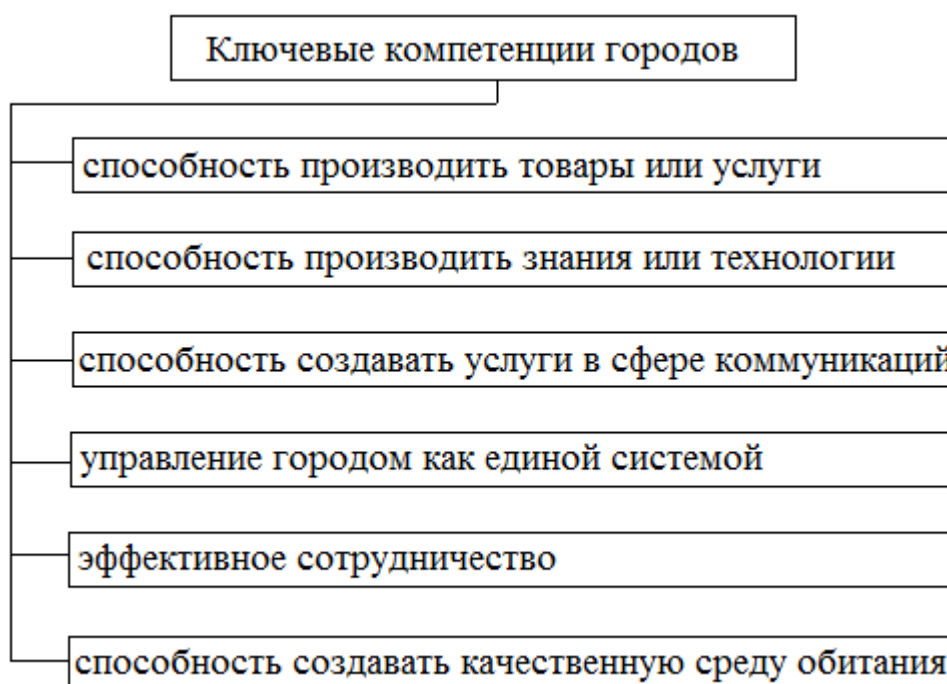 Ключевые компетенции городов
способность производить товары или услуги
способность производить знания или технологии
способность создавать услуги в сфере коммуникаций
управление городом как единой системой
эффективное сотрудничество
способность создавать качественную среду обитания